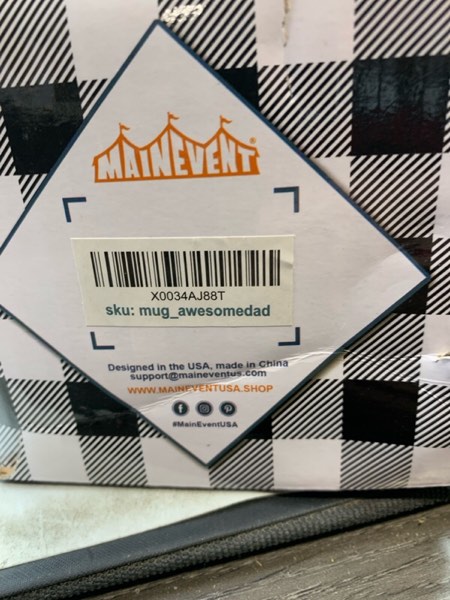 MAINEVENT®
X0034AJ88T
sku: mug_awesomedad
Designed in the USA, made in China
support@maineventus.com
WWW.MAINEVENTUSA.SHOP
#MainEventUSA